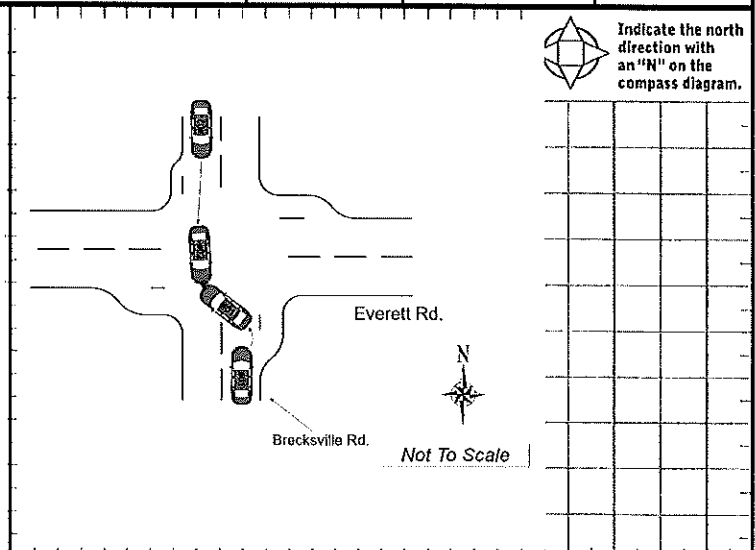 Indicate the north
direction with
an "N" on the
compass diagram.
Everett Rd.
N
Brecksville Rd.
Not To Scale